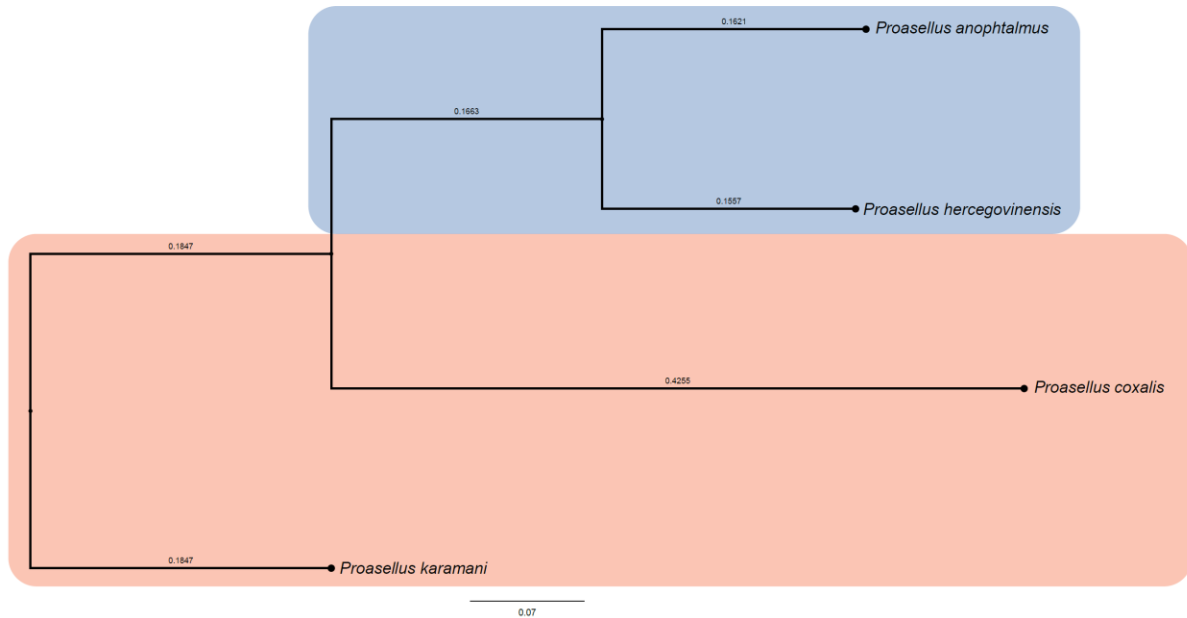 0.1621
Proasellus anophtalmus
0.1663
0.1557
Proasellus hercegovinensis
0.1847
0.4255
Proasellus coxalis
0.1847
Proasellus karamani
0.07